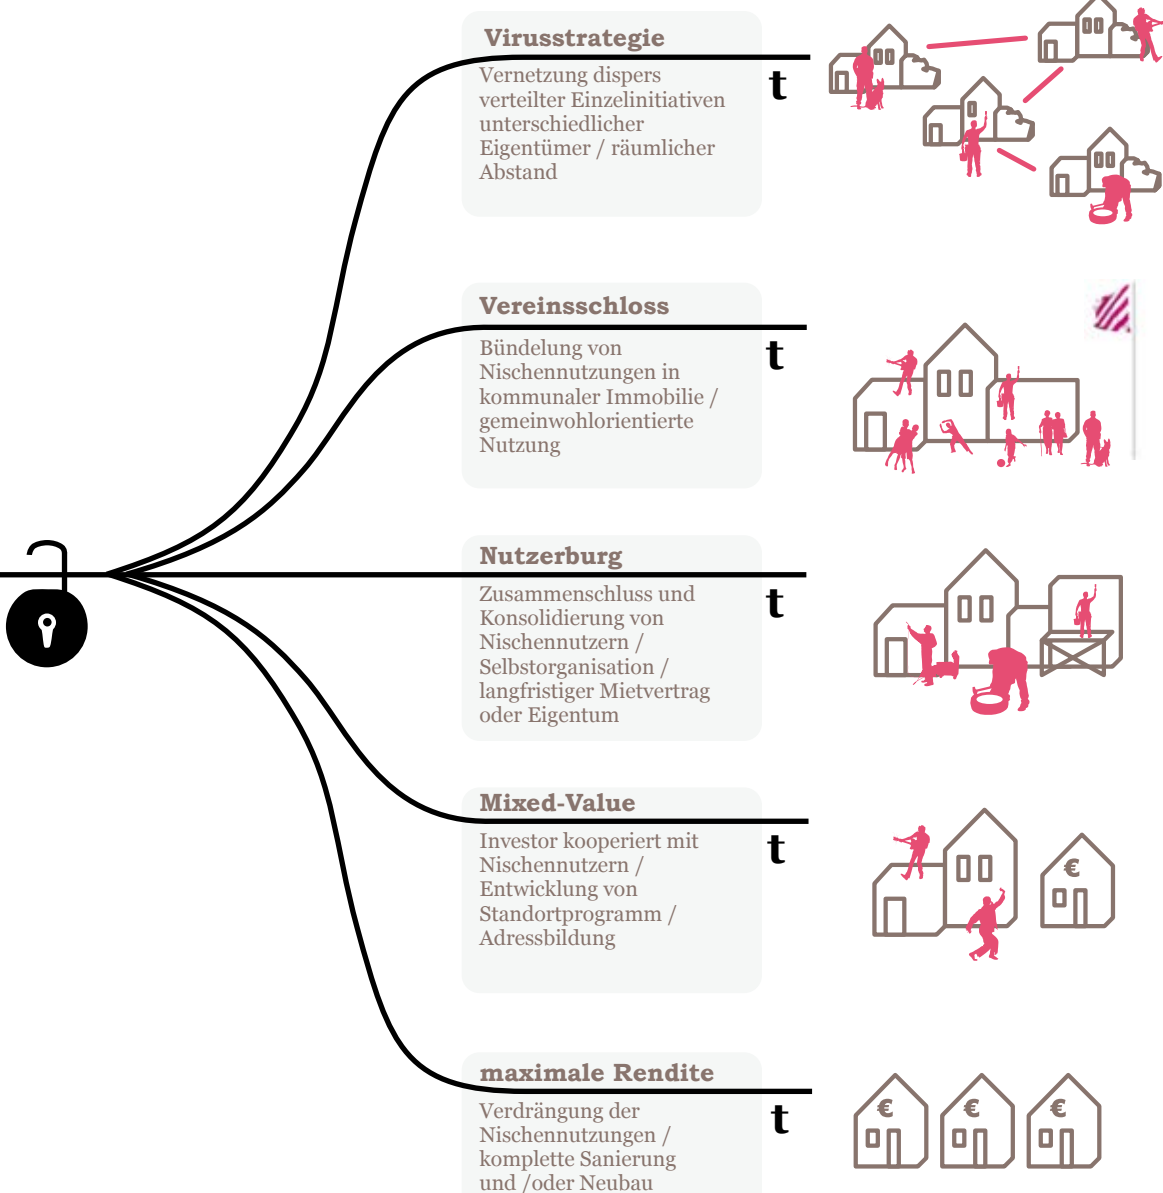 Virusstrategie
t
Vernetzung dispers
verteilter Einzelinitiativen
unterschiedlicher
Eigentümer / räumlicher
Abstand
Vereinsschloss
t
Bündelung von
Nischennutzungen in
kommunaler Immobilie /
gemeinwohlorientierte
Nutzung
Nutzerburg
t
Zusammenschluss und
Konsolidierung von
Nischennutzern /
Selbstorganisation /
langfristiger Mietvertrag
oder Eigentum
Mixed-Value
t
Investor kooperiert mit
Nischennutzern /
Entwicklung von
Standortprogramm /
Adressbildung
€
maximale Rendite
t
Verdrängung der
Nischennutzungen /
komplette Sanierung
und /oder Neubau
€ € €